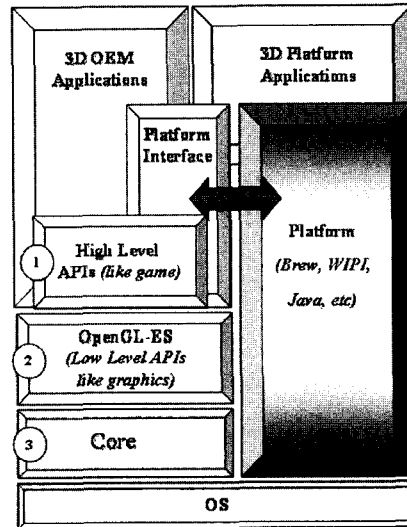 3D OEM
Applications
3D Platform
Applications
Platform
Interface
1
High Level
APIs (like game)
Platform
(Brew, WIPI,
Java, etc)
2
OpenGL-ES
(Low Level APIs
like graphics)
3
Core
OS